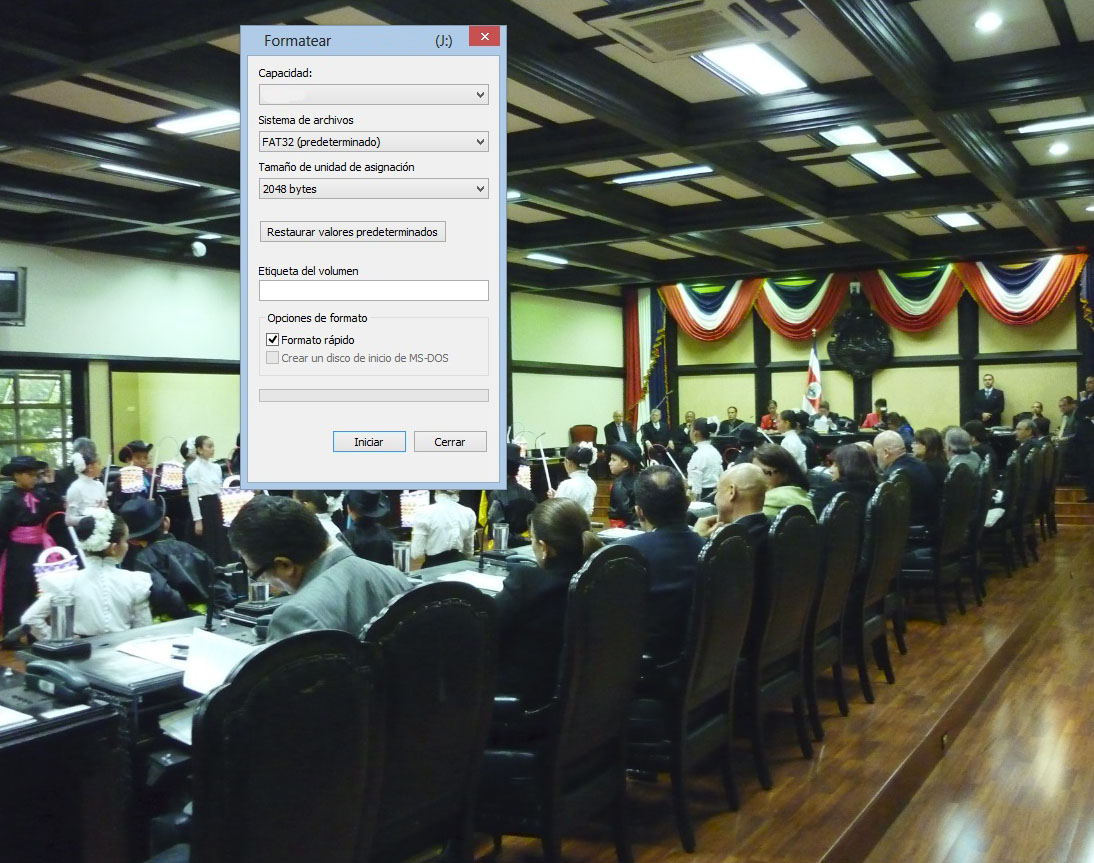 Formatear (J:)
Capacidad:
Sistema de archivos
FAT32 (predeterminado)
Tamaño de unidad de asignación
2048 bytes
Restaurar valores predeterminados
Etiqueta del volumen
Opciones de formato
Formato rápido
Crear un disco de inicio de MS-DOS
Iniciar
Cerrar